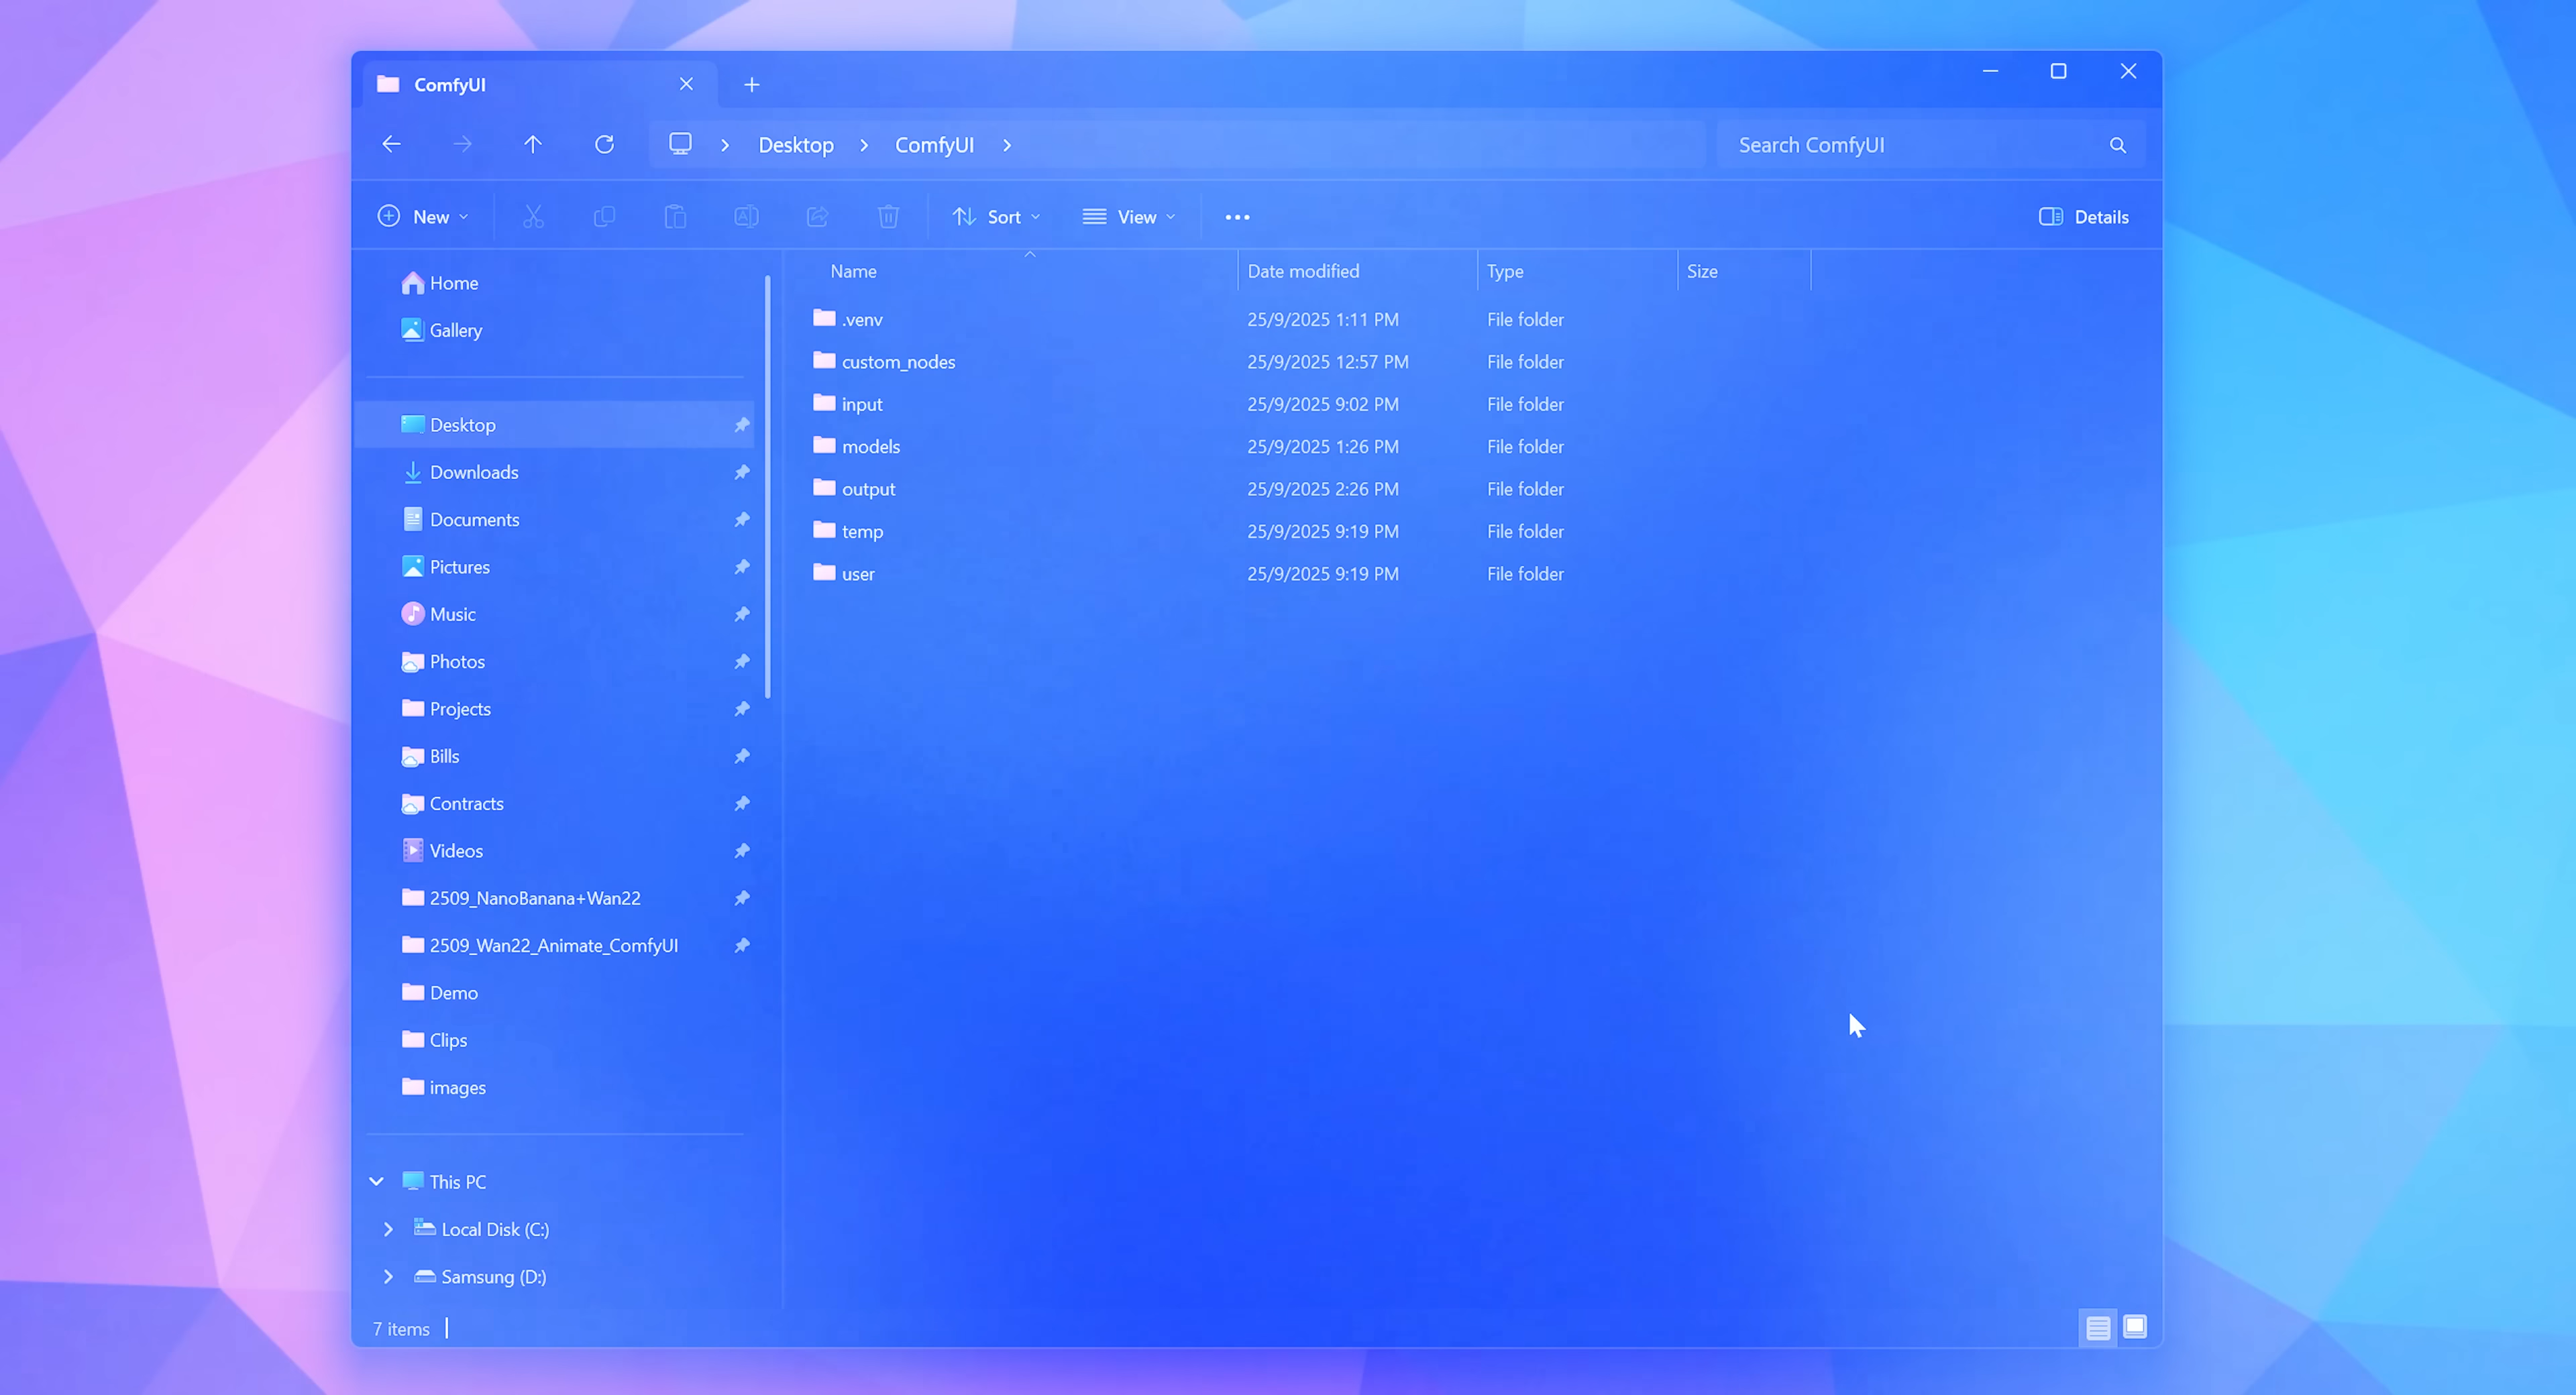 ComfyUI
Desktop ComfyUI Search ComfyUI
New Sort View Details
Home
Gallery
Desktop
Downloads
Documents
Pictures
Music
Photos
Projects
Bills
Contracts
Videos
2509_NanoBanana+Wan22
2509_Wan22_Animate_ComfyUI
Demo
Clips
images
This PC
Local Disk (C:)
Samsung (D:)
Name Date modified Type Size
.venv 25/9/2025 1:11 PM File folder
custom_nodes 25/9/2025 12:57 PM File folder
input 25/9/2025 9:02 PM File folder
models 25/9/2025 1:26 PM File folder
output 25/9/2025 2:26 PM File folder
temp 25/9/2025 9:19 PM File folder
user 25/9/2025 9:19 PM File folder
7 items